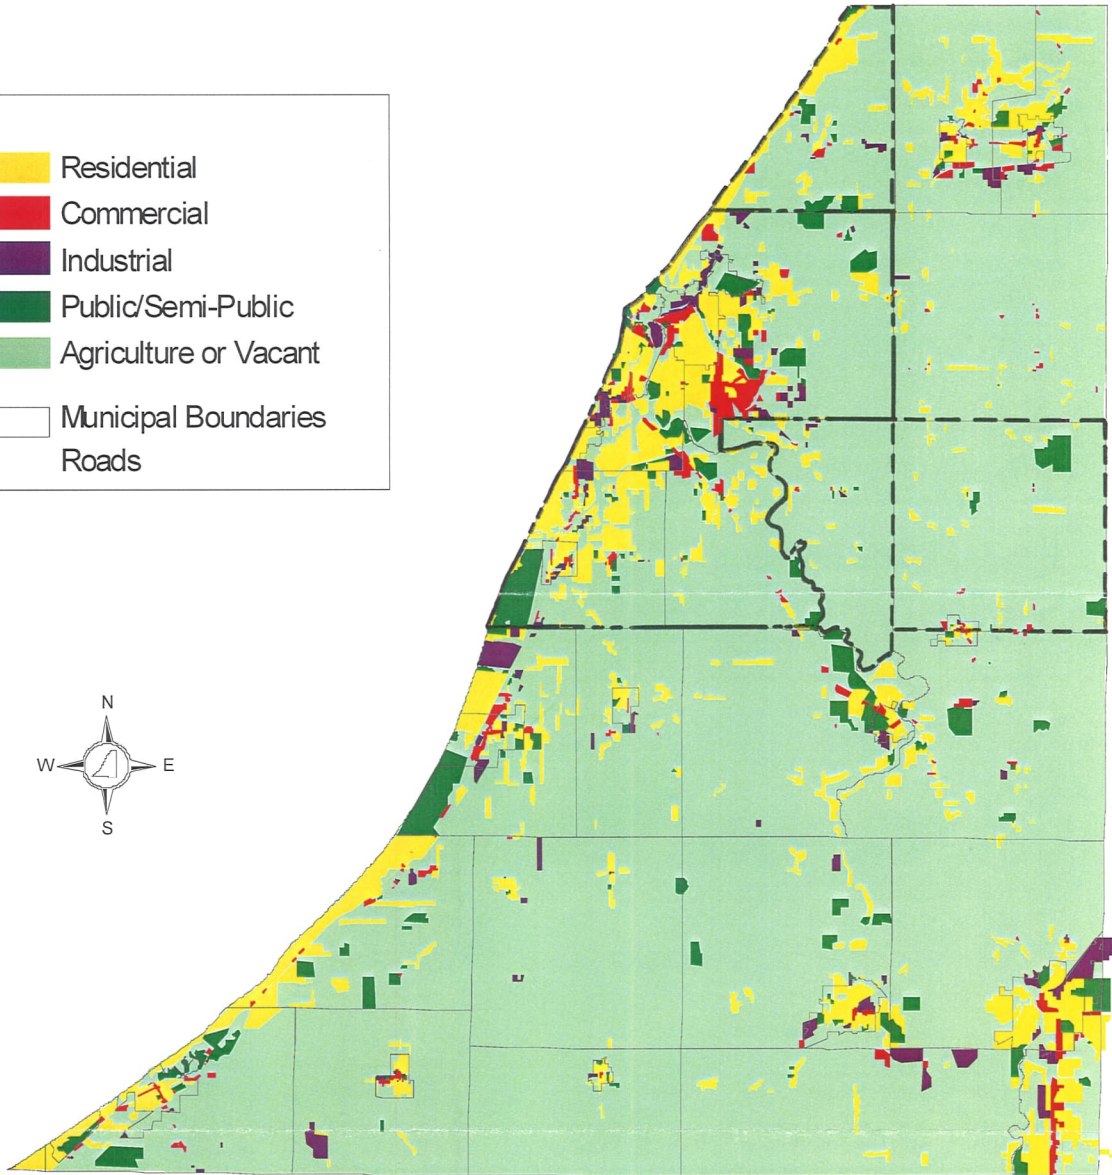 Residential
Commercial
Industrial
Public/Semi-Public
Agriculture or Vacant
Municipal Boundaries
Roads
N
W E
S